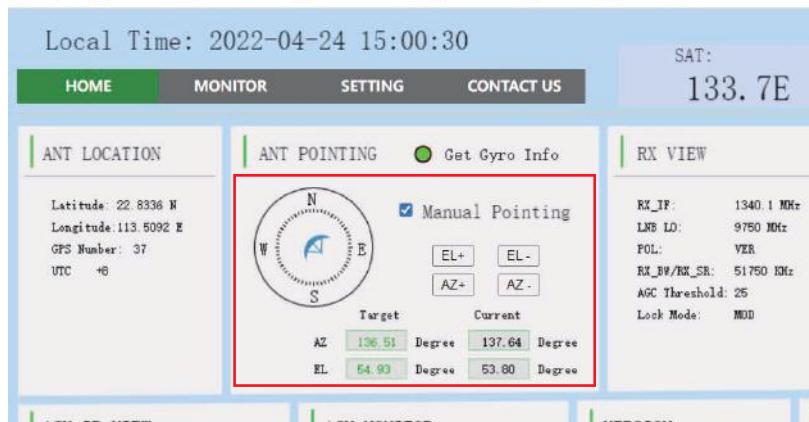 Local Time: 2022-04-24 15:00:30
SAT:
133.7E
HOME MONITOR SETTING CONTACT US
ANT LOCATION
Latitude: 22.8336 N
Longitude:113.5092 E
GPS Number: 37
UTC +8
ANT POINTING Get Gyro Info
N
W E
S
Manual Pointing
EL+ EL-
AZ+ AZ-
Target Current
AZ 136.51 Degree 137.64 Degree
EL 54.93 Degree 53.80 Degree
RX VIEW
RX_IF: 1340.1 MHz
LNB LO: 9750 MHz
POL: VER
RX_BW/RX_SR: 51750 KHz
AGC Threshold: 25
Lock Mode: MOD